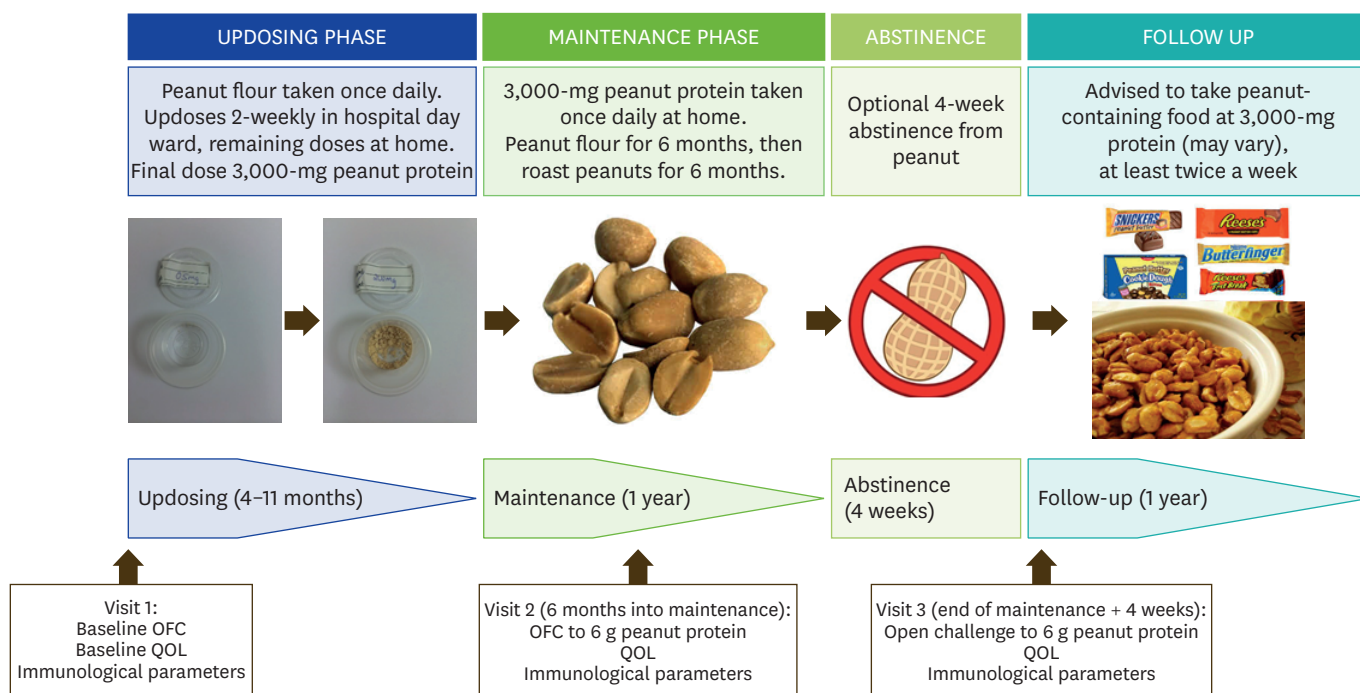 UPDOSING PHASE
MAINTENANCE PHASE
ABSTINENCE
FOLLOW UP
Peanut flour taken once daily.
Updoses 2-weekly in hospital day
ward, remaining doses at home.
Final dose 3,000-mg peanut protein
3,000-mg peanut protein taken
once daily at home.
Peanut flour for 6 months, then
roast peanuts for 6 months.
Optional 4-week
abstinence from
peanut
Advised to take peanut-
containing food at 3,000-mg
protein (may vary),
at least twice a week
SNICKERS
Reese's
Butterfinger
Peanut Butter
Cookie Dough
Reese's
Updosing (4–11 months)
Maintenance (1 year)
Abstinence
(4 weeks)
Follow-up (1 year)
Visit 1:
Baseline OFC
Baseline QOL
Immunological parameters
Visit 2 (6 months into maintenance):
OFC to 6 g peanut protein
QOL
Immunological parameters
Visit 3 (end of maintenance + 4 weeks):
Open challenge to 6 g peanut protein
QOL
Immunological parameters